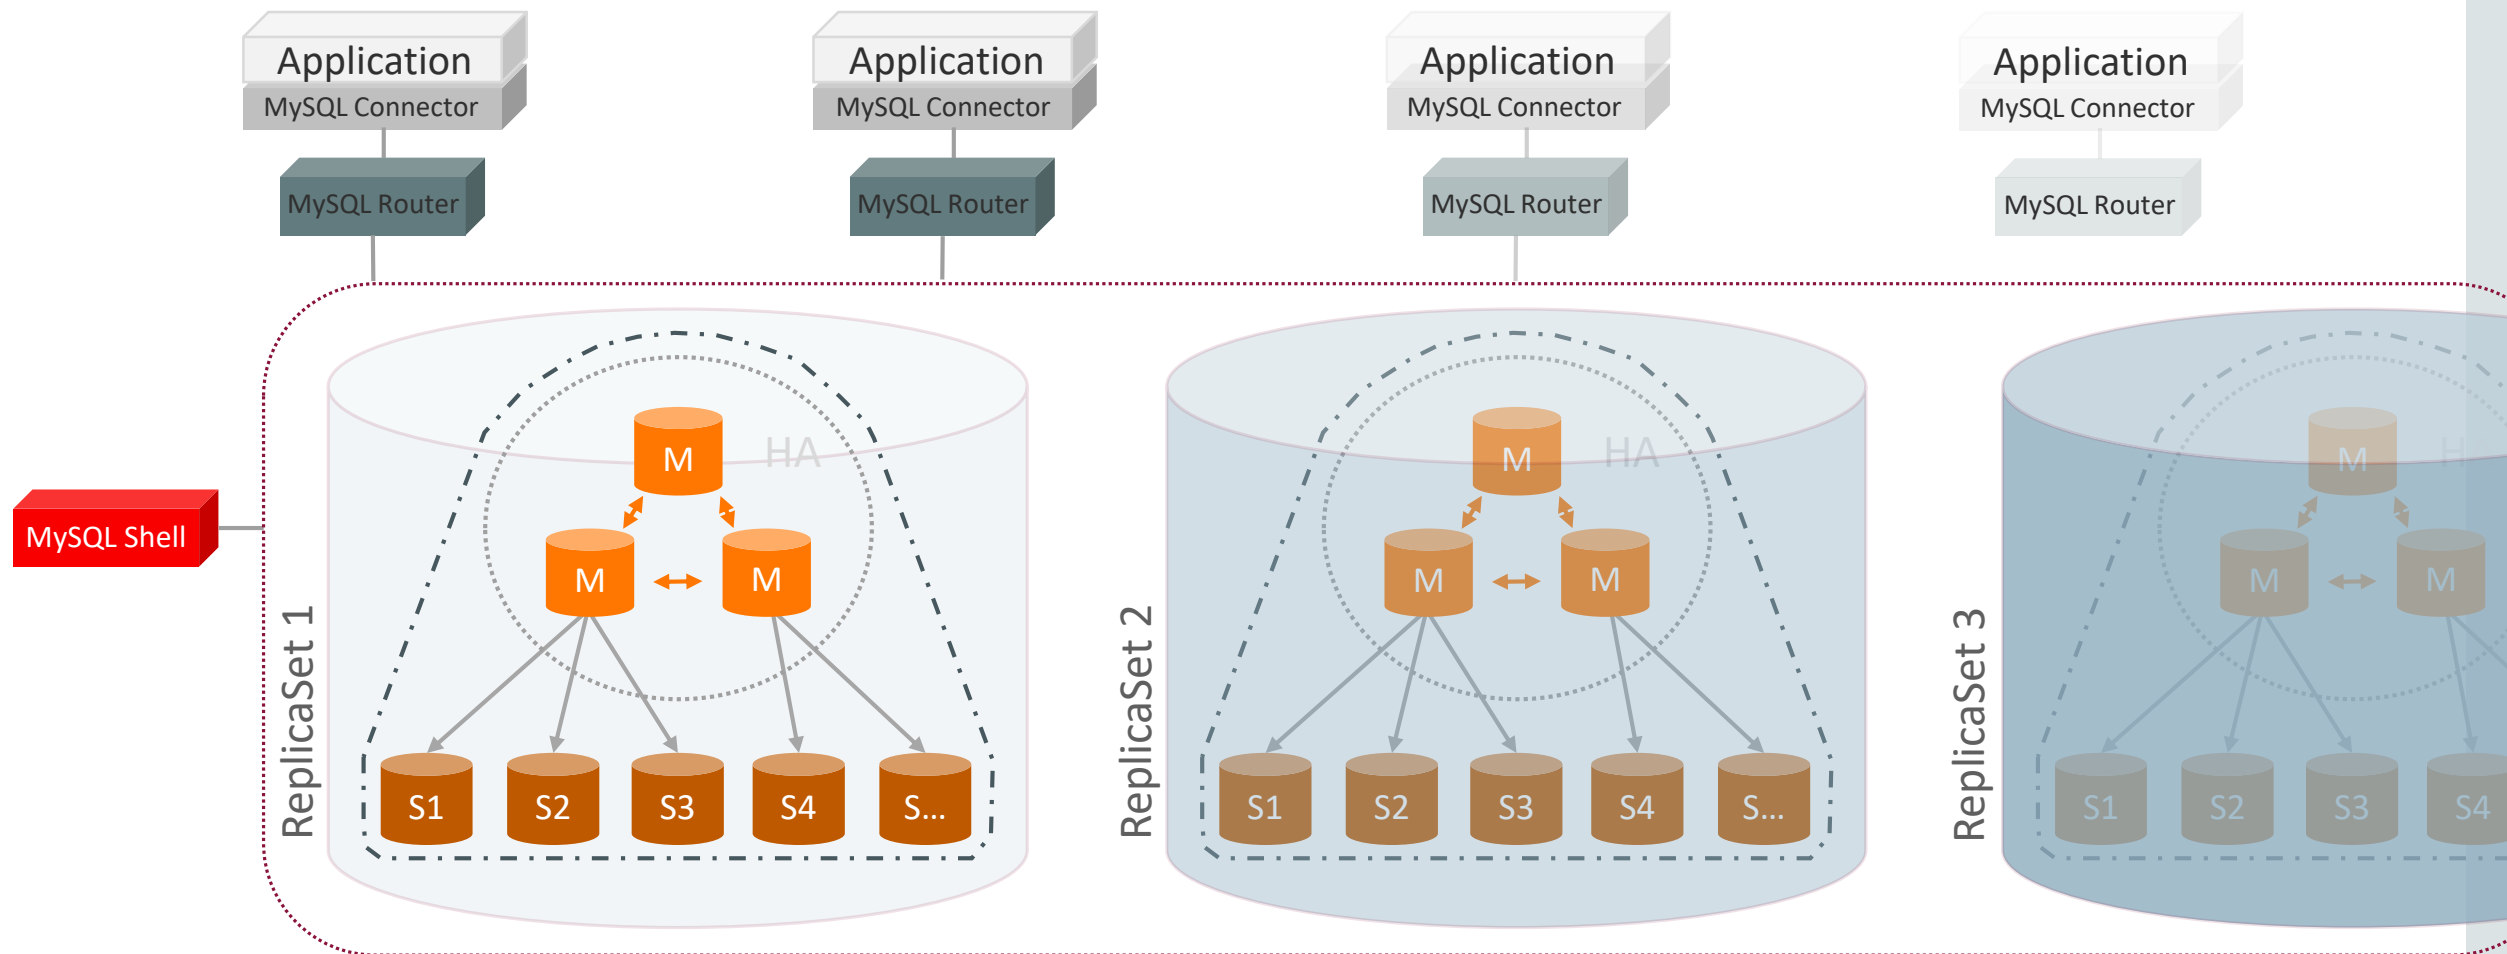 Application
MySQL Connector
MySQL Router
Application
MySQL Connector
MySQL Router
Application
MySQL Connector
MySQL Router
Application
MySQL Connector
MySQL Router
MySQL Shell
ReplicaSet 1
HA
M
M
M
S1
S2
S3
S4
S...
ReplicaSet 2
HA
M
M
M
S1
S2
S3
S4
S...
ReplicaSet 3
H
M
M
M
S1
S2
S3
S4